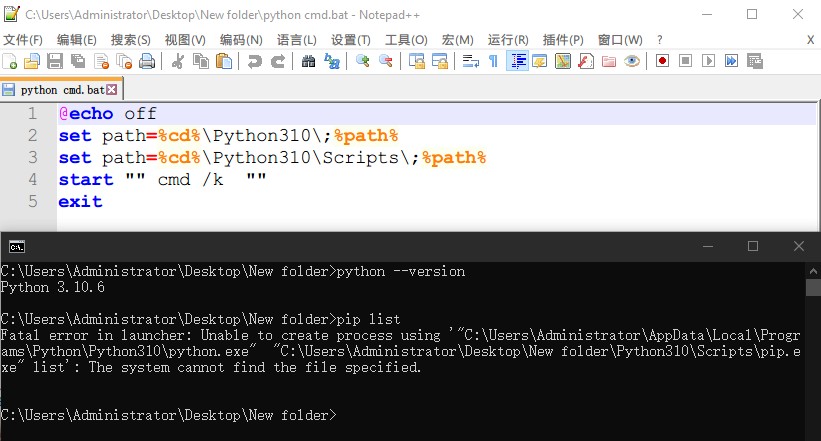 C:\Users\Administrator\Desktop\New folder\python cmd.bat - Notepad++
文件(F) 编辑(E) 搜索(S) 视图(V) 编码(N) 语言(L) 设置(T) 工具(O) 宏(M) 运行(R) 插件(P) 窗口(W) ? X
python cmd.bat
1 @echo off
2 set path=%cd%\Python310\;%path%
3 set path=%cd%\Python310\Scripts\;%path%
4 start "" cmd /k  ""
5 exit
C:\Users\Administrator\Desktop\New folder>python --version
Python 3.10.6
C:\Users\Administrator\Desktop\New folder>pip list
Fatal error in launcher: Unable to create process using '"C:\Users\Administrator\AppData\Local\Progr
ams\Python\Python310\python.exe"  "C:\Users\Administrator\Desktop\New folder\Python310\Scripts\pip.e
xe" list': The system cannot find the file specified.
C:\Users\Administrator\Desktop\New folder>